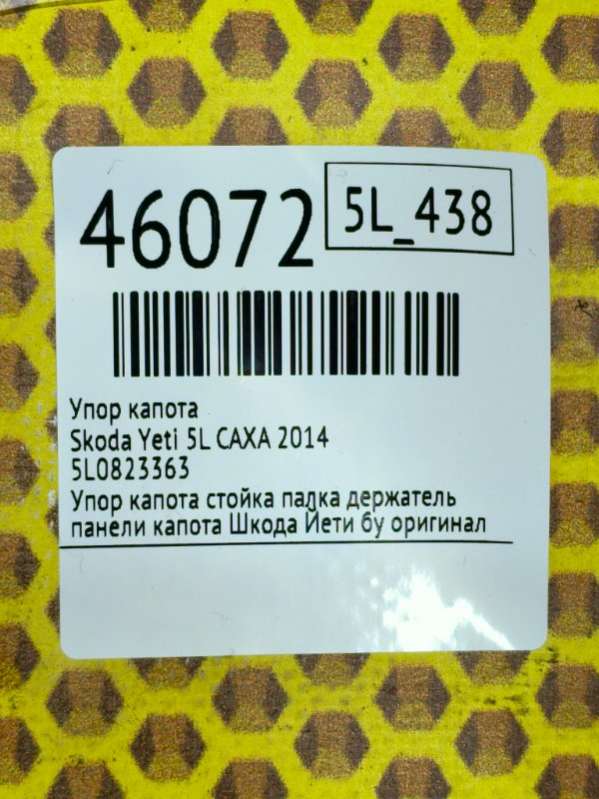 46072
5L_438
Упор капота
Skoda Yeti 5L CAXA 2014
5L0823363
Упор капота стойка палка держатель
панели капота Шкода Йети бу оригинал